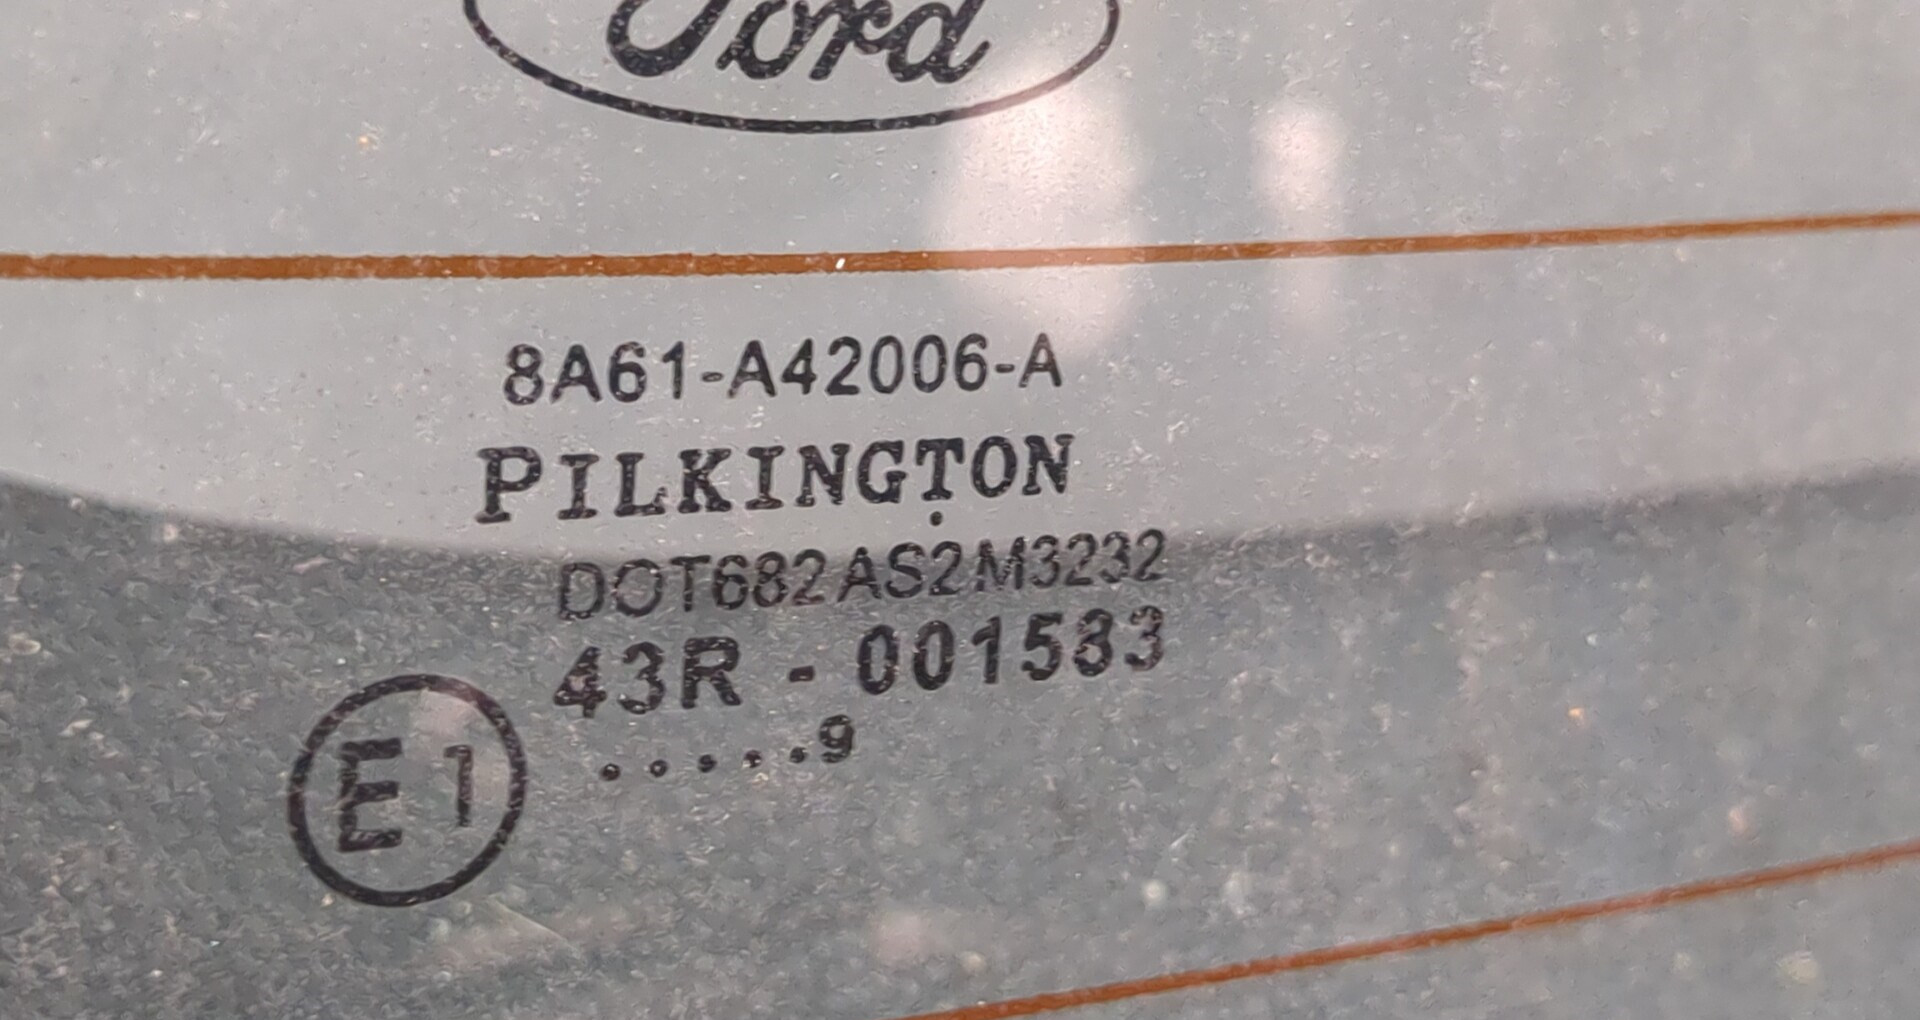 Ford
8A61-A42006-A
PILKINGTON
.
DOT682AS2M3232
43R - 001583
E1
.....9